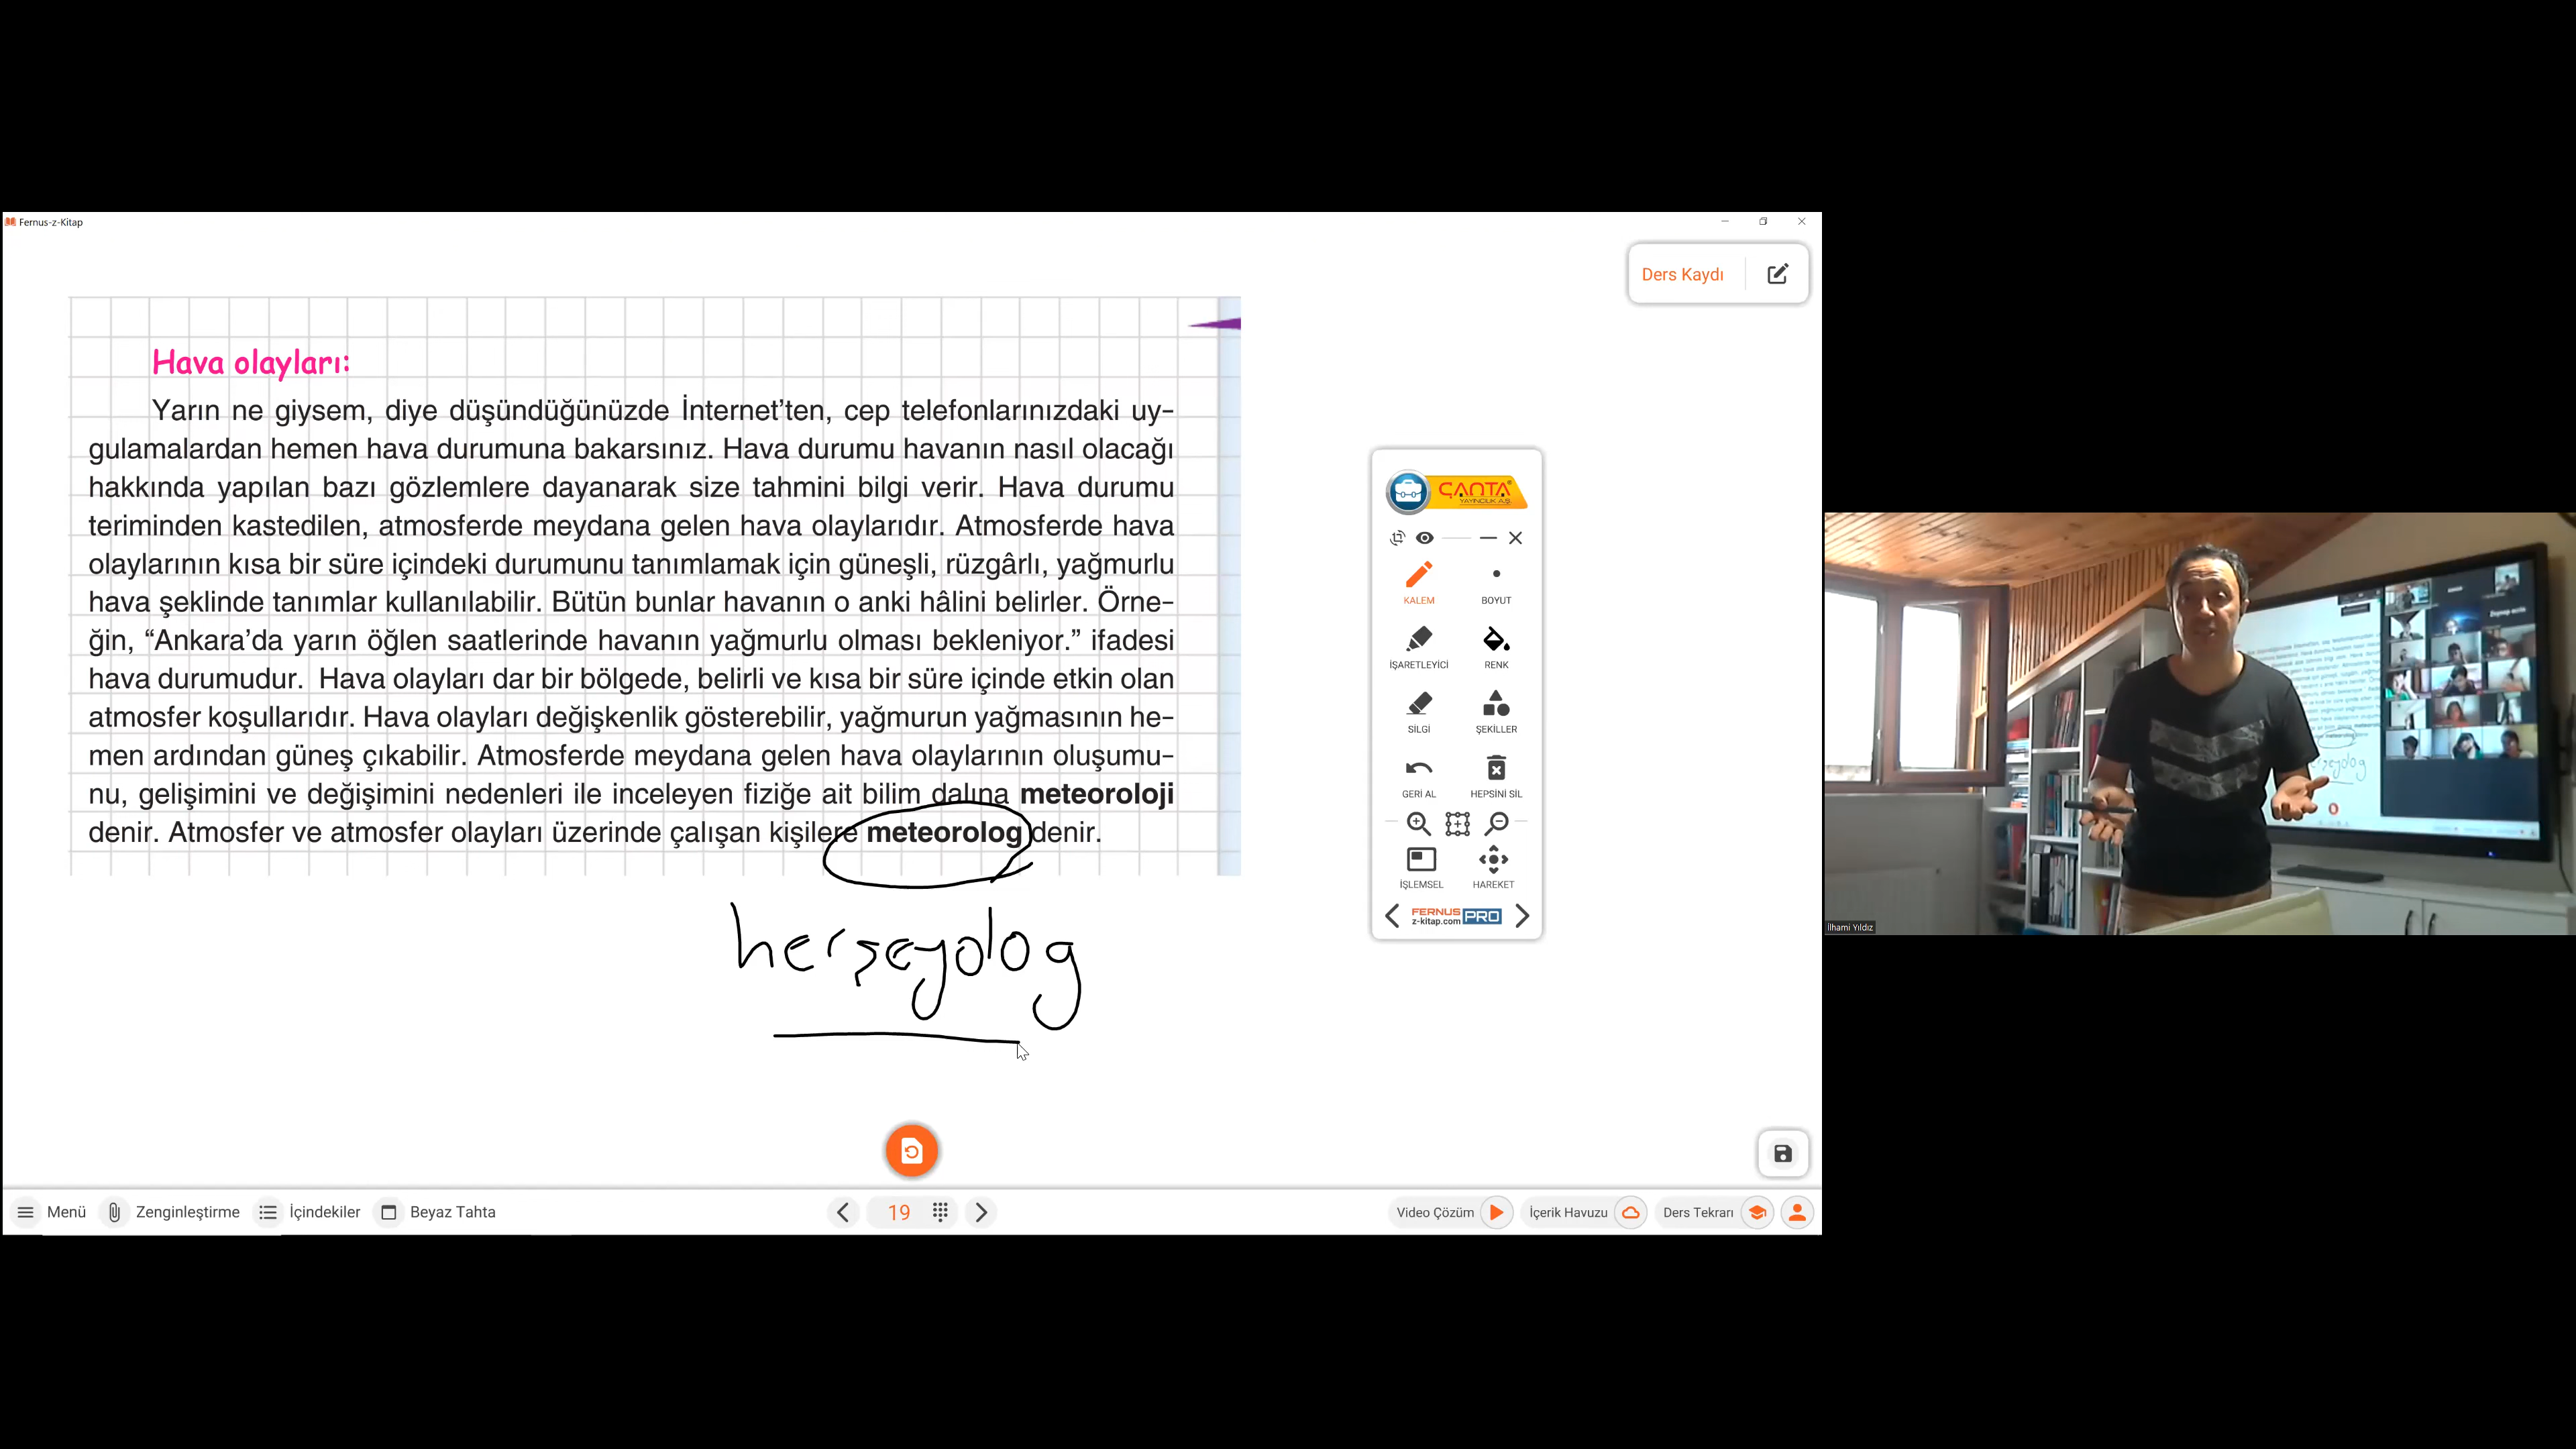 Fernus-z-Kitap
Ders Kaydı
Hava olayları:
Yarın ne giysem, diye düşündüğünüzde İnternet’ten, cep telefonlarınızdaki uy-
gulamalardan hemen hava durumuna bakarsınız. Hava durumu havanın nasıl olacağı
hakkında yapılan bazı gözlemlere dayanarak size tahmini bilgi verir. Hava durumu
teriminden kastedilen, atmosferde meydana gelen hava olaylarıdır. Atmosferde hava
olaylarının kısa bir süre içindeki durumunu tanımlamak için güneşli, rüzgârlı, yağmurlu
hava şeklinde tanımlar kullanılabilir. Bütün bunlar havanın o anki hâlini belirler. Örne-
ğin, “Ankara’da yarın öğlen saatlerinde havanın yağmurlu olması bekleniyor.” ifadesi
hava durumudur. Hava olayları dar bir bölgede, belirli ve kısa bir süre içinde etkin olan
atmosfer koşullarıdır. Hava olayları değişkenlik gösterebilir, yağmurun yağmasının he-
men ardından güneş çıkabilir. Atmosferde meydana gelen hava olaylarının oluşumu-
nu, gelişimini ve değişimini nedenleri ile inceleyen fiziğe ait bilim dalına meteoroloji
denir. Atmosfer ve atmosfer olayları üzerinde çalışan kişilere meteorolog denir.
herşeyolog
ÇANTA
YAYINCILIK A.Ş.
KALEM BOYUT
İŞARETLEYİCİ RENK
SİLGİ ŞEKİLLER
GERİ AL HEPSİNİ SİL
İŞLEMSEL HAREKET
FERNUS
z-kitap.com PRO
İlhami Yıldız
Menü Zenginleştirme İçindekiler Beyaz Tahta 19 Video Çözüm İçerik Havuzu Ders Tekrarı